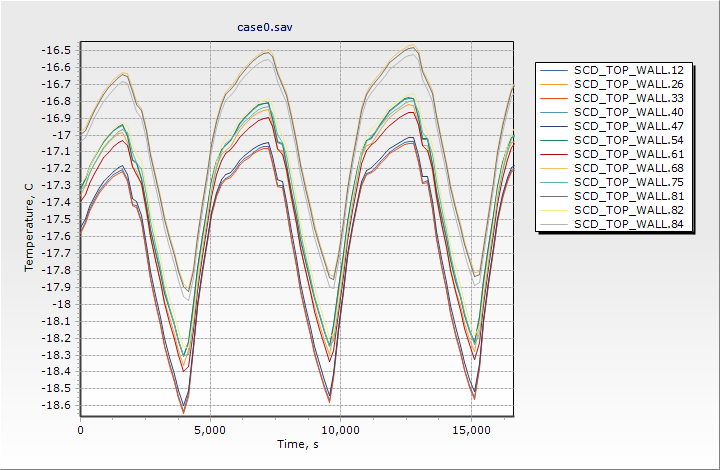 case0.sav
Temperature, C
-16.5
-16.6
-16.7
-16.8
-16.9
-17
-17.1
-17.2
-17.3
-17.4
-17.5
-17.6
-17.7
-17.8
-17.9
-18
-18.1
-18.2
-18.3
-18.4
-18.5
-18.6
0
5,000
10,000
15,000
Time, s
SCD_TOP_WALL.12
SCD_TOP_WALL.26
SCD_TOP_WALL.33
SCD_TOP_WALL.40
SCD_TOP_WALL.47
SCD_TOP_WALL.54
SCD_TOP_WALL.61
SCD_TOP_WALL.68
SCD_TOP_WALL.75
SCD_TOP_WALL.81
SCD_TOP_WALL.82
SCD_TOP_WALL.84